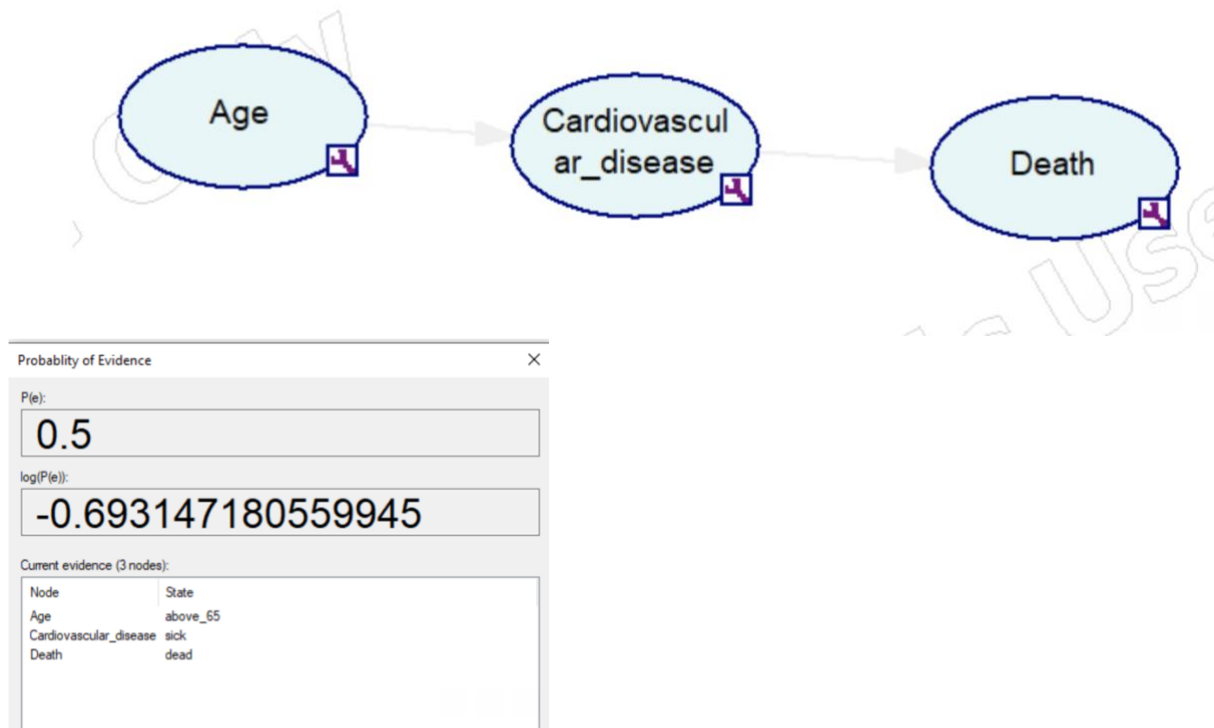 Age
Cardiovascul
ar_disease
Death
Probablity of Evidence
P(e):
0.5
log(P(e)):
-0.693147180559945
Current evidence (3 nodes):
Node State
Age above_65
Cardiovascular_disease sick
Death dead